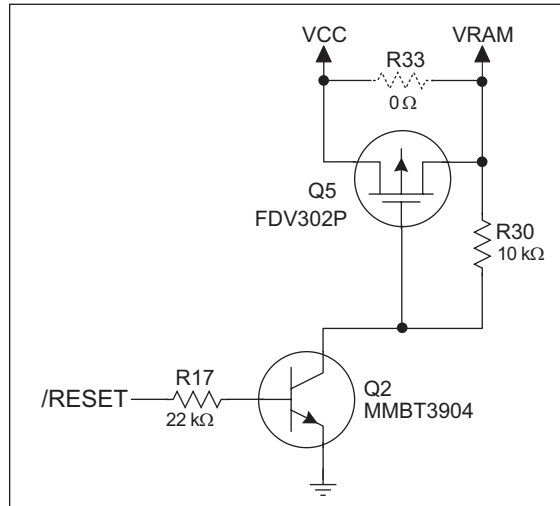 VCC
VRAM
R33
0 Ω
Q5
FDV302P
R30
10 kΩ
R17
22 kΩ
/RESET
Q2
MMBT3904